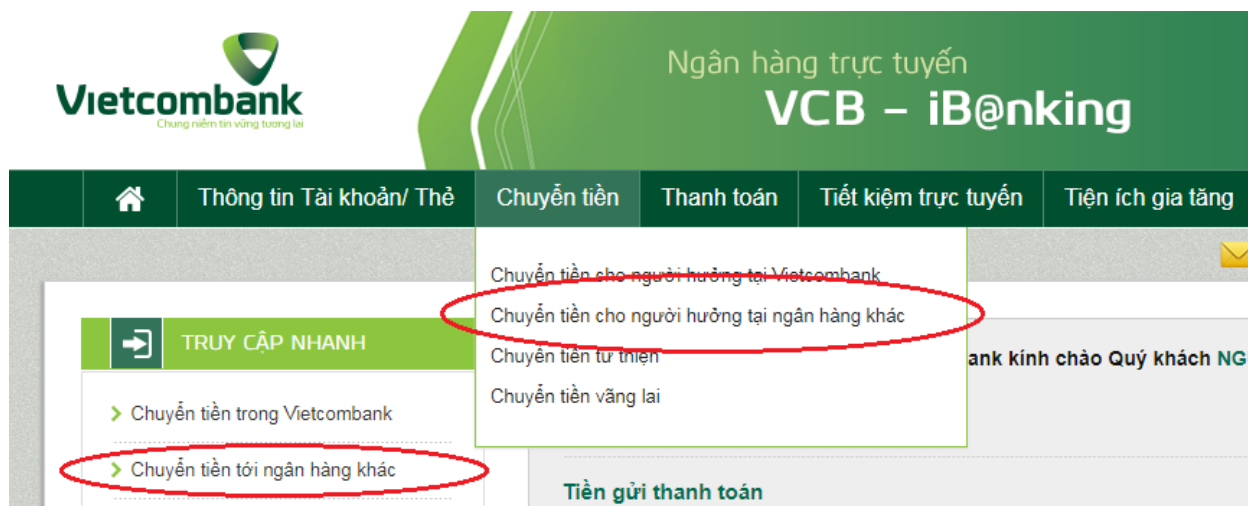 Vietcombank
Chung niềm tin vững tương lai
Ngân hàng trực tuyến
VCB – iB@nking
Thông tin Tài khoản/ Thẻ
Chuyển tiền
Thanh toán
Tiết kiệm trực tuyến
Tiện ích gia tăng
Chuyển tiền cho người hưởng tại Vietcombank
Chuyển tiền cho người hưởng tại ngân hàng khác
Chuyển tiền từ thiện
Chuyển tiền vãng lai
TRUY CẬP NHANH
Chuyển tiền trong Vietcombank
Chuyển tiền tới ngân hàng khác
ank kính chào Quý khách NG
Tiền gửi thanh toán